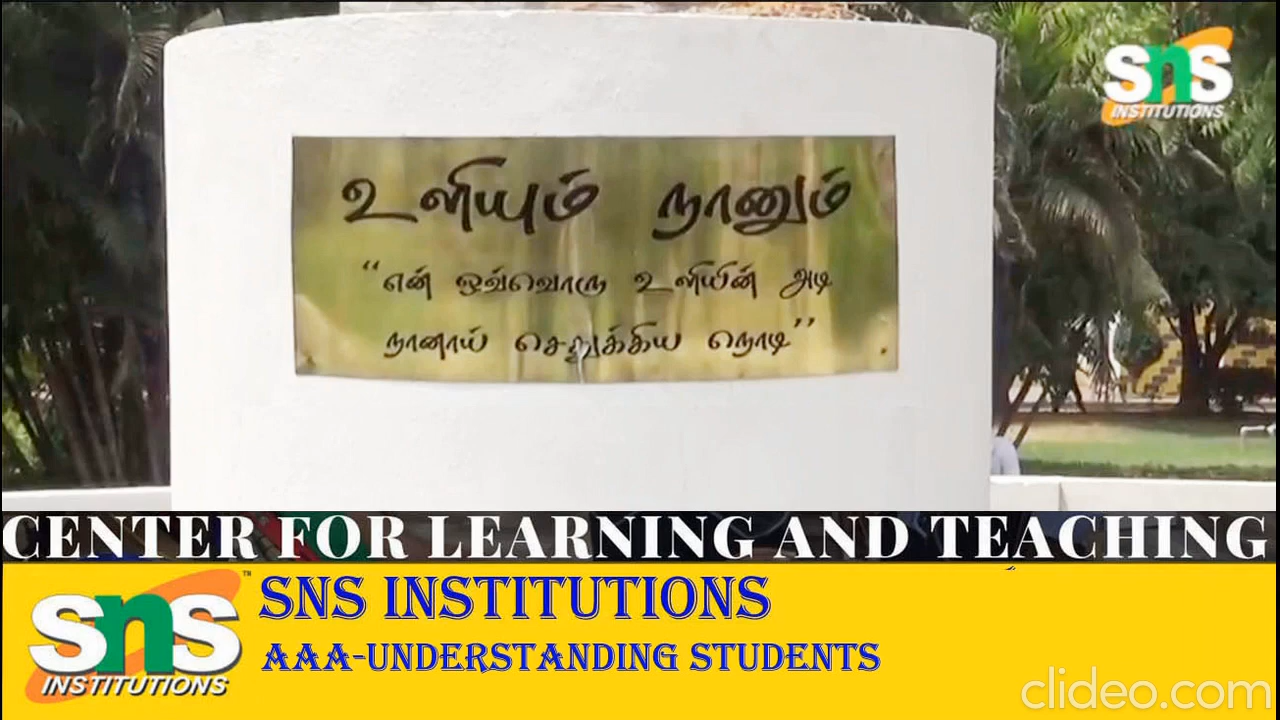 sns
INSTITUTIONS
உளியும் நானும்
“என் ஒவ்வொரு உளியின் அடி
நானாய் செதுக்கிய நொடி”
CENTER FOR LEARNING AND TEACHING
sns ™
INSTITUTIONS
SNS INSTITUTIONS
AAA-UNDERSTANDING STUDENTS
clideo.com